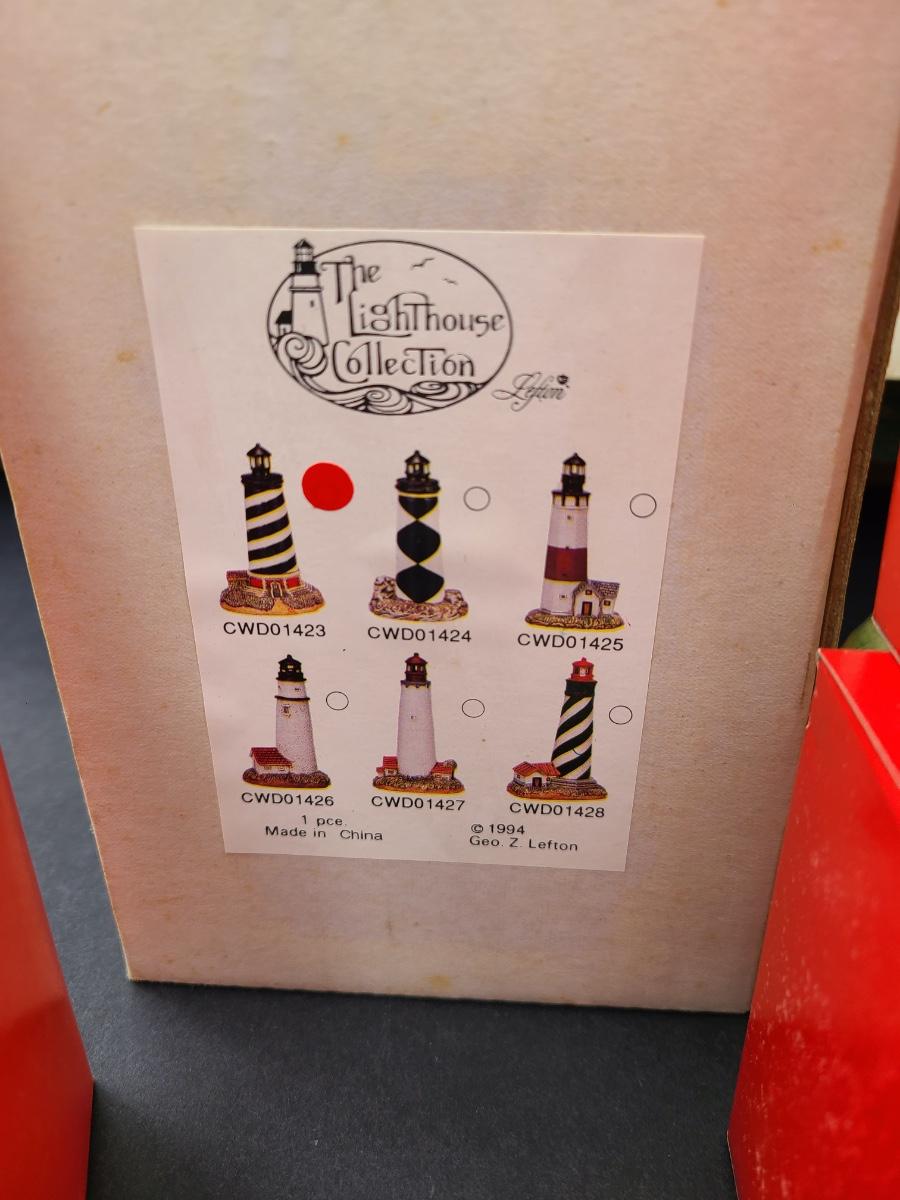 The
Lighthouse
Collection
Lefton
CWD01423
CWD01424
CWD01425
CWD01426
CWD01427
CWD01428
1 pce.
Made in China
© 1994
Geo. Z. Lefton